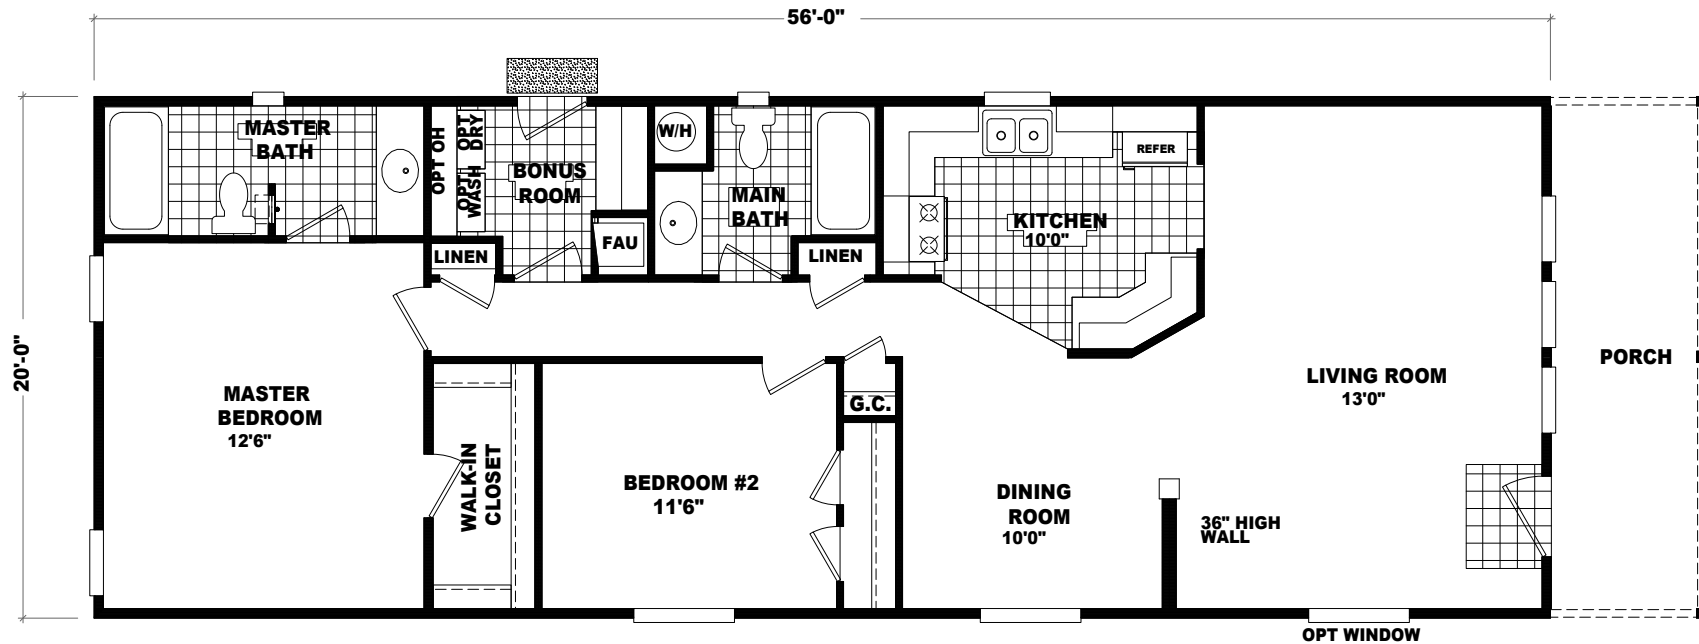 56'-0"
20'-0"
MASTER
BATH
OPT OH
OPT DRY
OPT WASH
BONUS
ROOM
W/H
MAIN
BATH
REFER
KITCHEN
10'0"
LINEN
FAU
LINEN
MASTER
BEDROOM
12'6"
WALK-IN
CLOSET
BEDROOM #2
11'6"
G.C.
DINING
ROOM
10'0"
36" HIGH
WALL
LIVING ROOM
13'0"
PORCH
OPT WINDOW